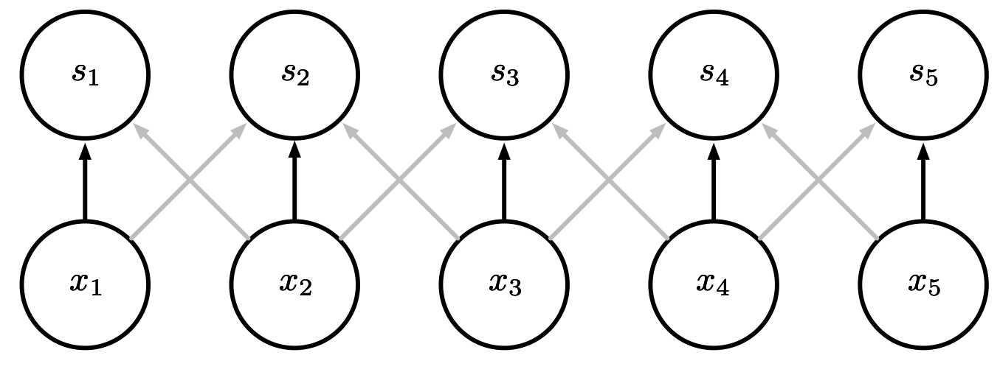 s₁ s₂ s₃ s₄ s₅
x₁ x₂ x₃ x₄ x₅